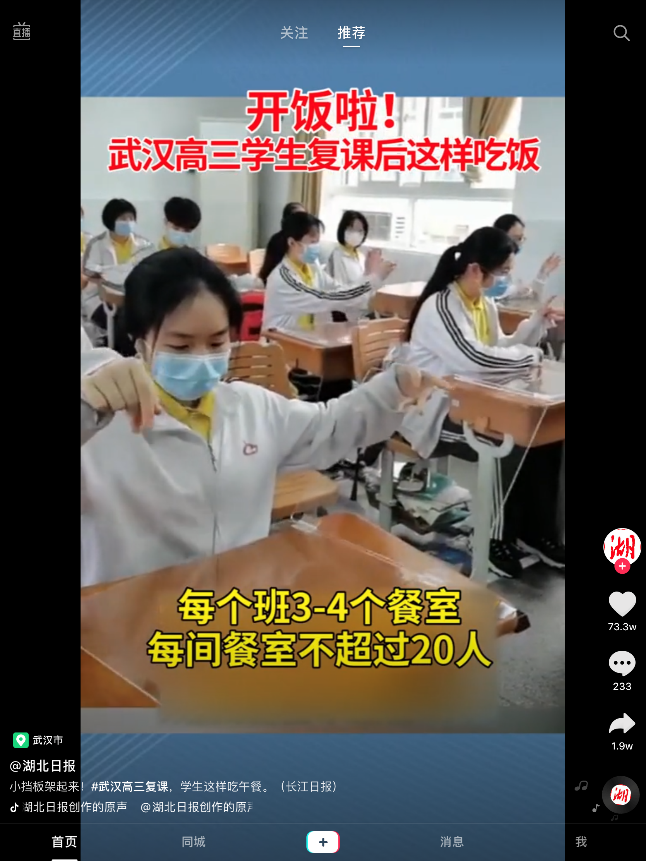 直播
关注 推荐
开饭啦！
武汉高三学生复课后这样吃饭
每个班3-4个餐室
每间餐室不超过20人
湖
73.3w
233
1.9w
武汉市
@湖北日报
小挡板架起来！#武汉高三复课，学生这样吃午餐。（长江日报）
湖北日报创作的原声 @湖北日报创作的原声
湖
首页 同城 消息 我